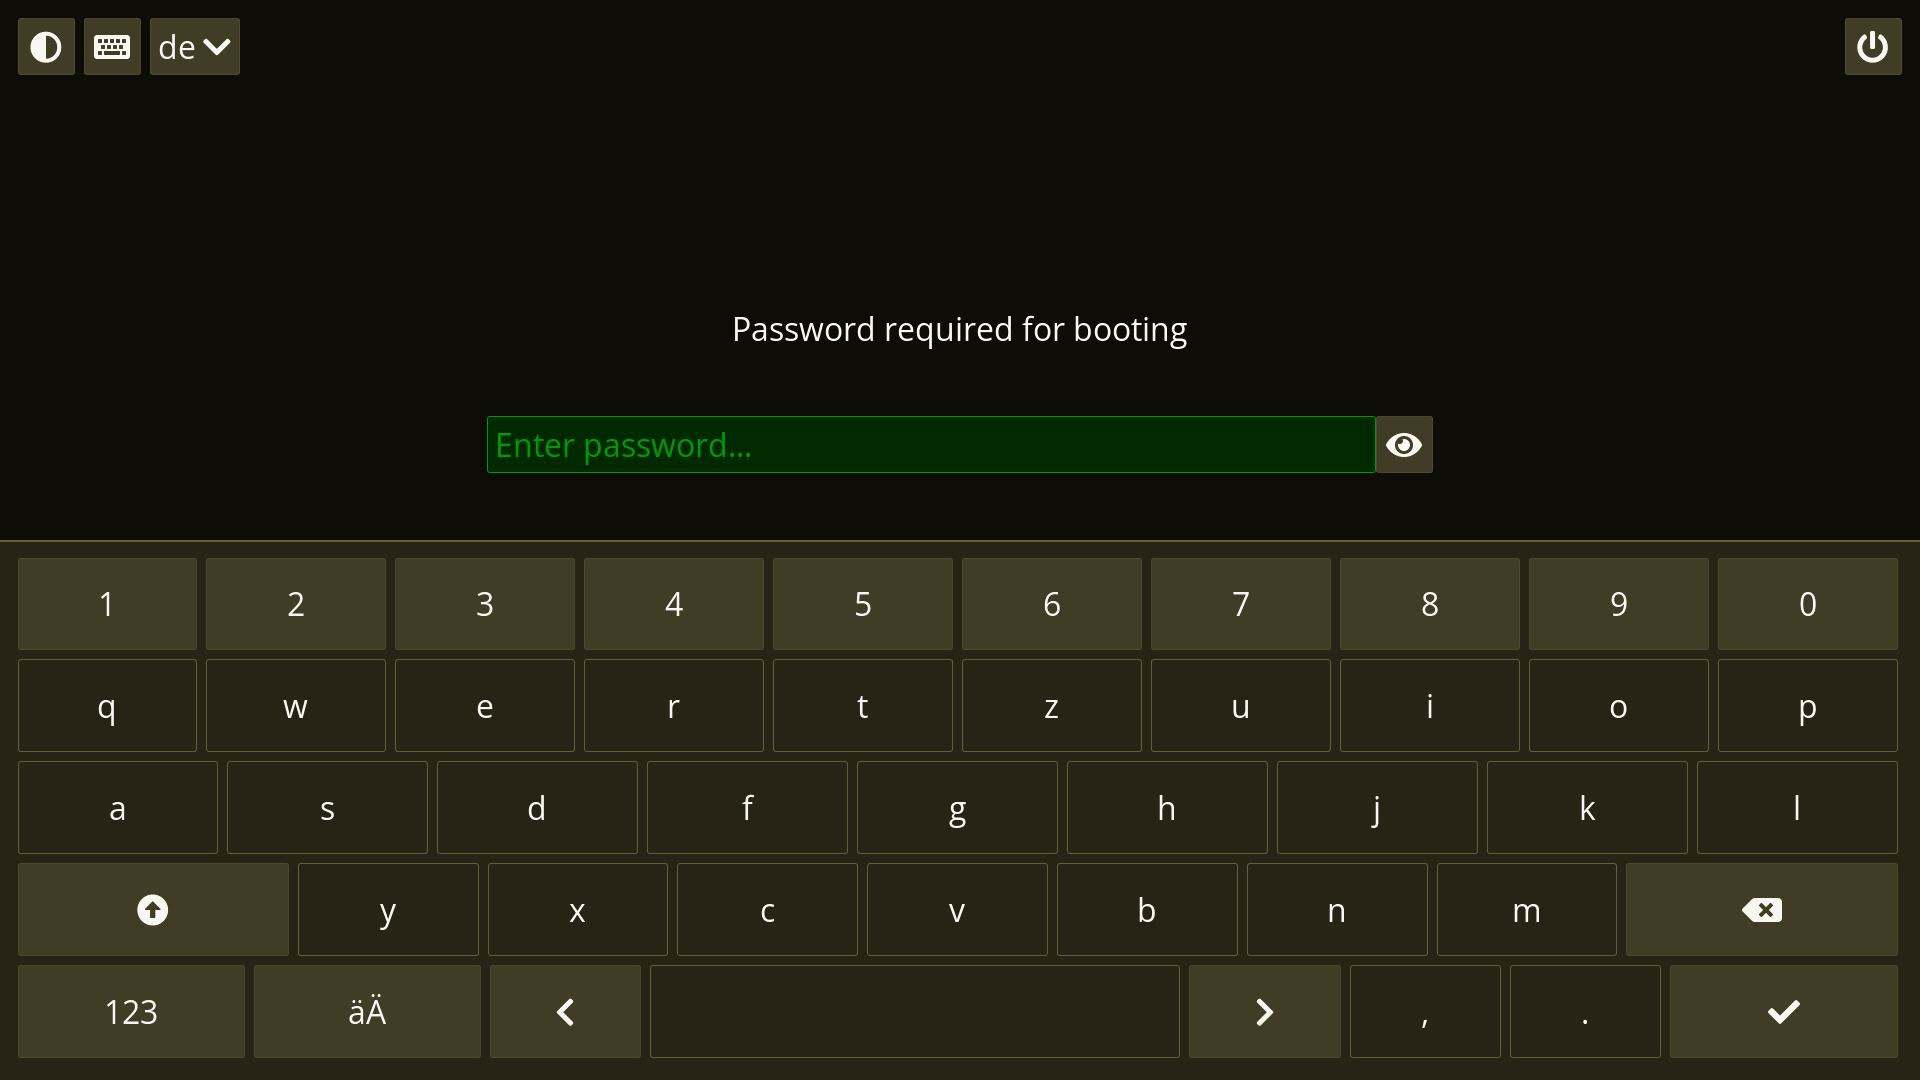 de
Password required for booting
Enter password...
1 2 3 4 5 6 7 8 9 0
q w e r t z u i o p
a s d f g h j k l
y x c v b n m
123 äÄ , .